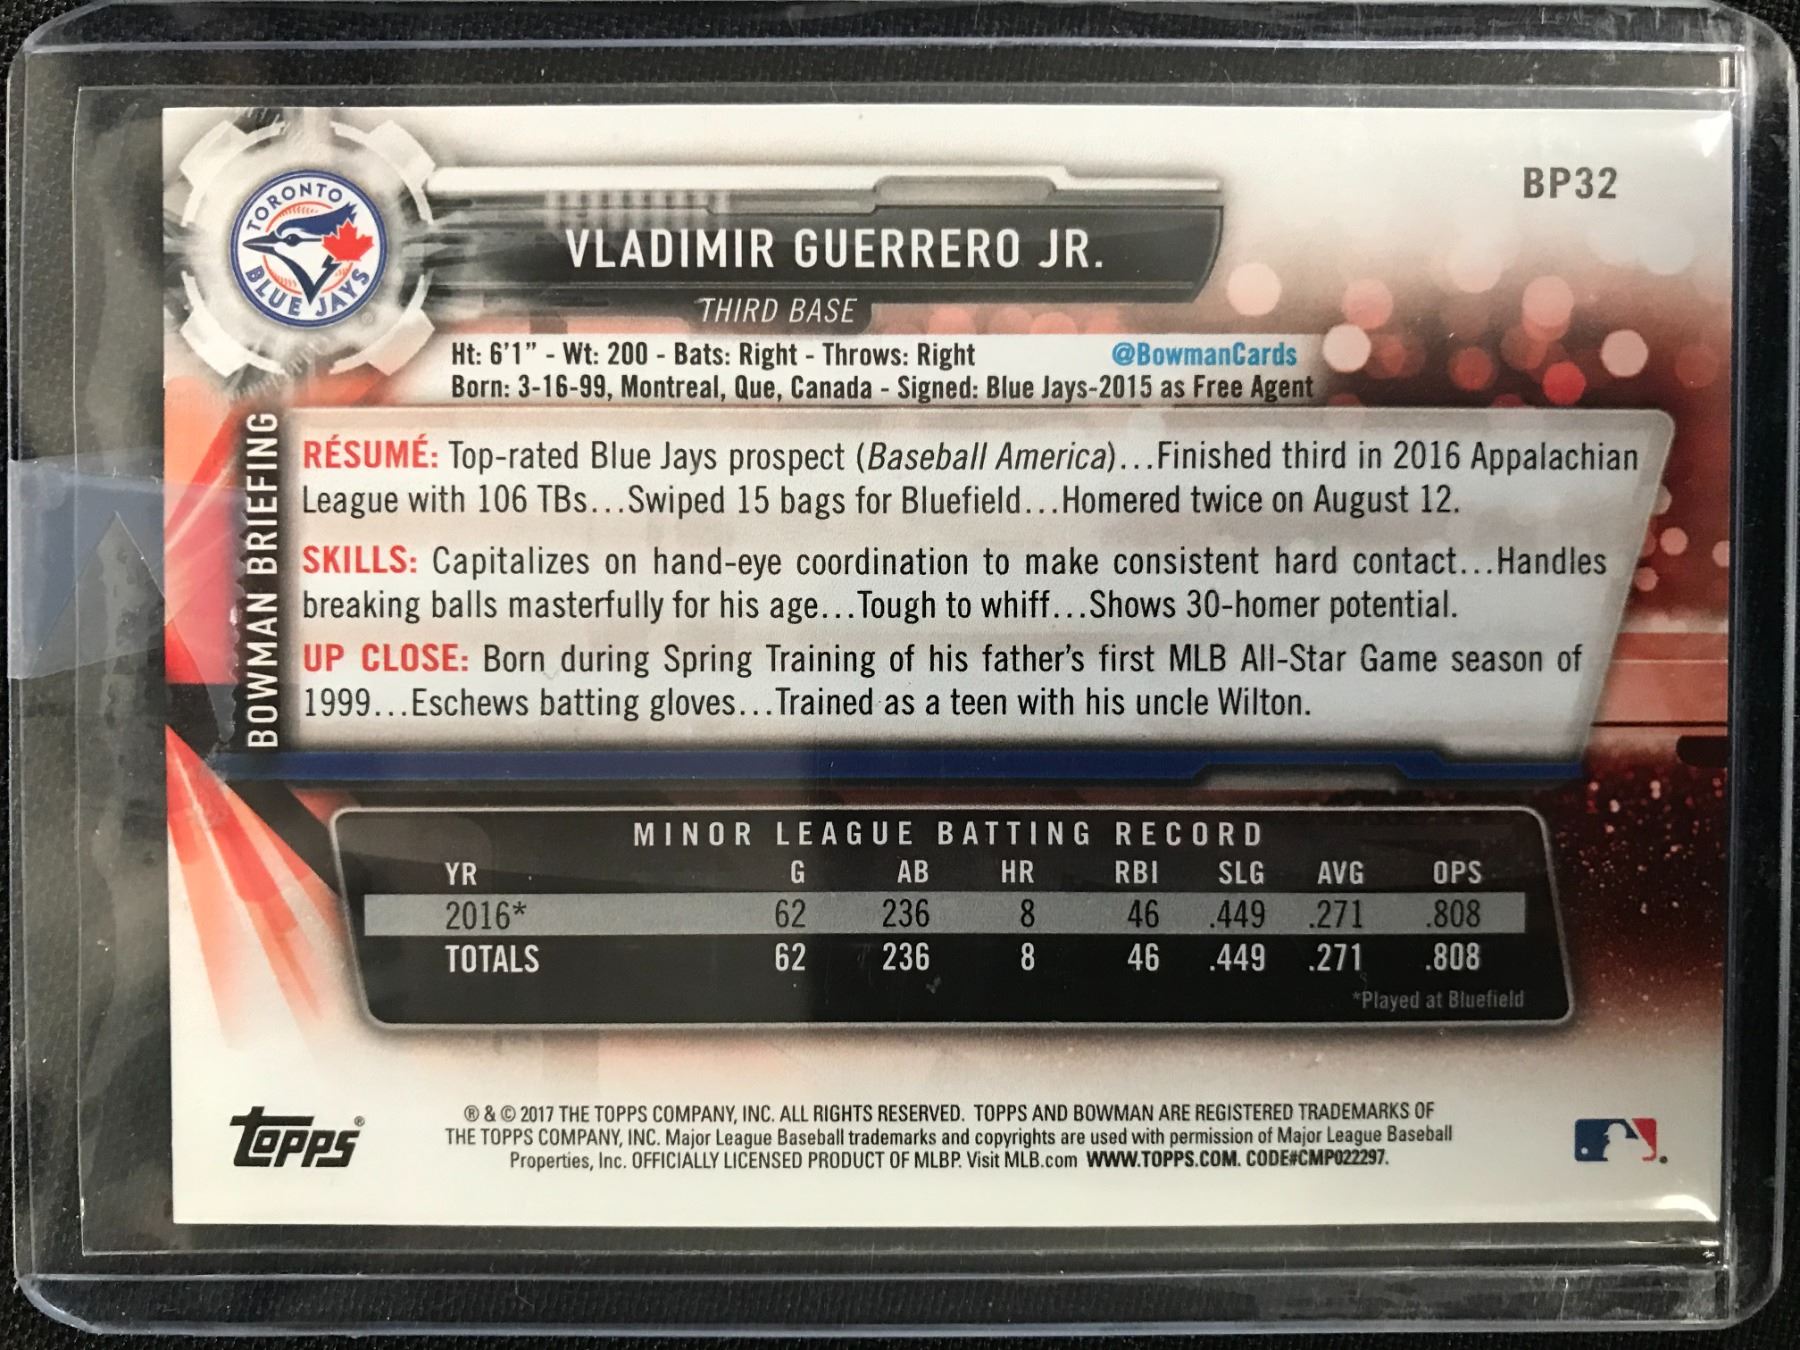 TORONTO
BLUE JAYS
BP32
VLADIMIR GUERRERO JR.
THIRD BASE
Ht: 6'1" - Wt: 200 - Bats: Right - Throws: Right @BowmanCards
Born: 3-16-99, Montreal, Que, Canada - Signed: Blue Jays-2015 as Free Agent
BOWMAN BRIEFING
RÉSUMÉ: Top-rated Blue Jays prospect (Baseball America)...Finished third in 2016 Appalachian
League with 106 TBs...Swiped 15 bags for Bluefield...Homered twice on August 12.
SKILLS: Capitalizes on hand-eye coordination to make consistent hard contact...Handles
breaking balls masterfully for his age...Tough to whiff...Shows 30-homer potential.
UP CLOSE: Born during Spring Training of his father's first MLB All-Star Game season of
1999...Eschews batting gloves...Trained as a teen with his uncle Wilton.
MINOR LEAGUE BATTING RECORD
YR G AB HR RBI SLG AVG OPS
2016* 62 236 8 46 .449 .271 .808
TOTALS 62 236 8 46 .449 .271 .808
*Played at Bluefield
Topps®
® & © 2017 THE TOPPS COMPANY, INC. ALL RIGHTS RESERVED. TOPPS AND BOWMAN ARE REGISTERED TRADEMARKS OF
THE TOPPS COMPANY, INC. Major League Baseball trademarks and copyrights are used with permission of Major League Baseball
Properties, Inc. OFFICIALLY LICENSED PRODUCT OF MLBP. Visit MLB.com WWW.TOPPS.COM. CODE#CMP022297.